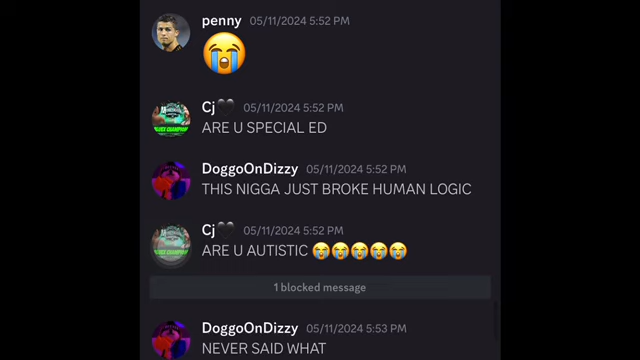 penny 05/11/2024 5:52 PM
😭
Cj🖤 05/11/2024 5:52 PM
ARE U SPECIAL ED
DoggoOnDizzy 05/11/2024 5:52 PM
THIS NIGGA JUST BROKE HUMAN LOGIC
Cj🖤 05/11/2024 5:52 PM
ARE U AUTISTIC 😭😭😭😭😭
1 blocked message
DoggoOnDizzy 05/11/2024 5:53 PM
NEVER SAID WHAT